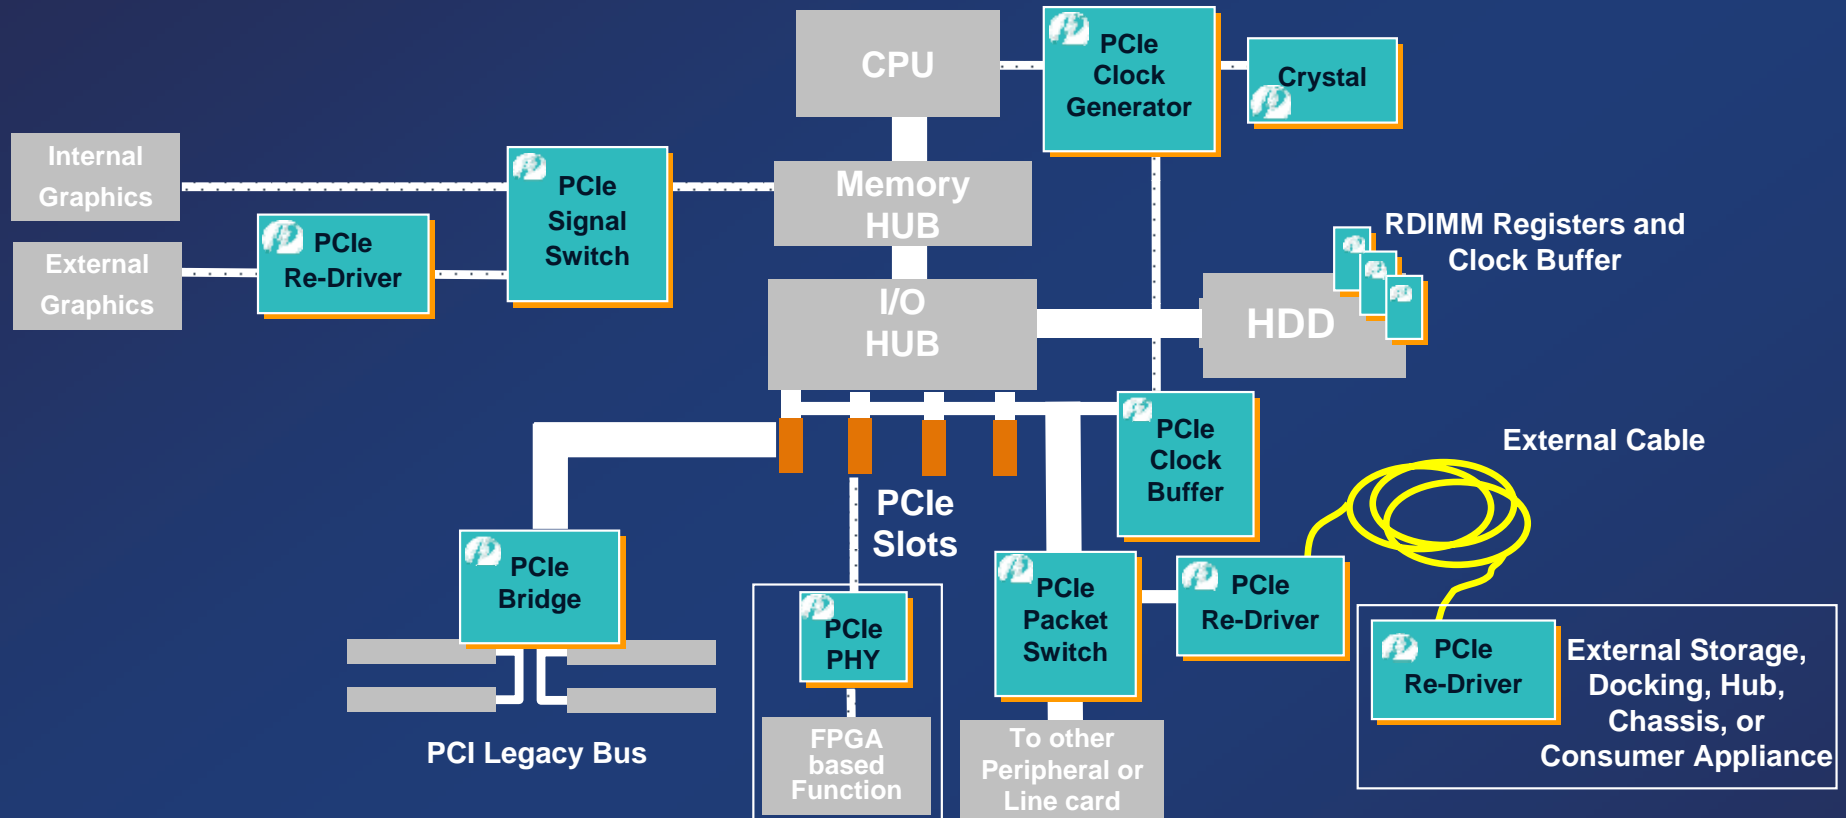 CPU
PCIe
Clock
Generator
Crystal
Internal
Graphics
PCIe
Signal
Switch
Memory
HUB
External
Graphics
PCIe
Re-Driver
RDIMM Registers and
Clock Buffer
I/O
HUB
HDD
PCIe
Clock
Buffer
External Cable
PCIe
Slots
PCIe
Bridge
PCIe
PHY
PCIe
Packet
Switch
PCIe
Re-Driver
PCIe
Re-Driver
External Storage,
Docking, Hub,
Chassis, or
Consumer Appliance
PCI Legacy Bus
FPGA
based
Function
To other
Peripheral or
Line card